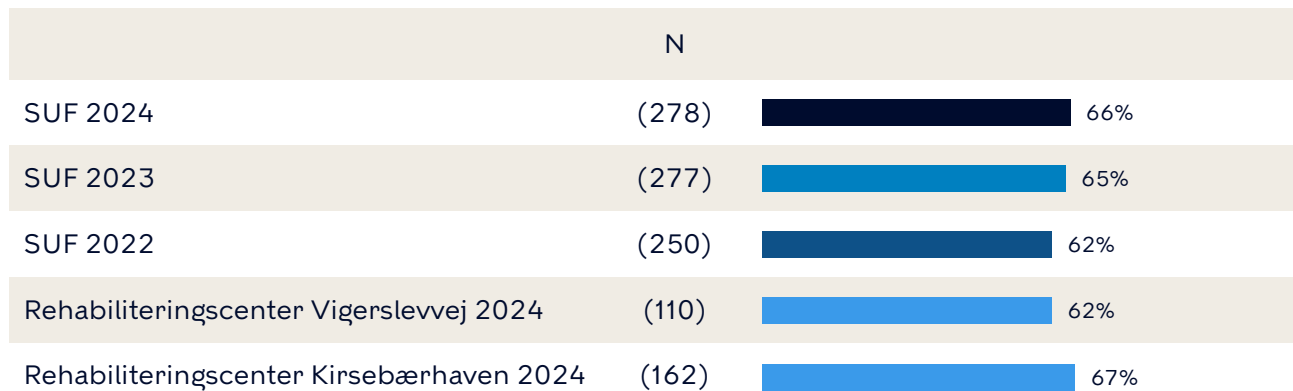 N
SUF 2024 (278) 66%
SUF 2023 (277) 65%
SUF 2022 (250) 62%
Rehabiliteringscenter Vigerslevvej 2024 (110) 62%
Rehabiliteringscenter Kirsebærhaven 2024 (162) 67%